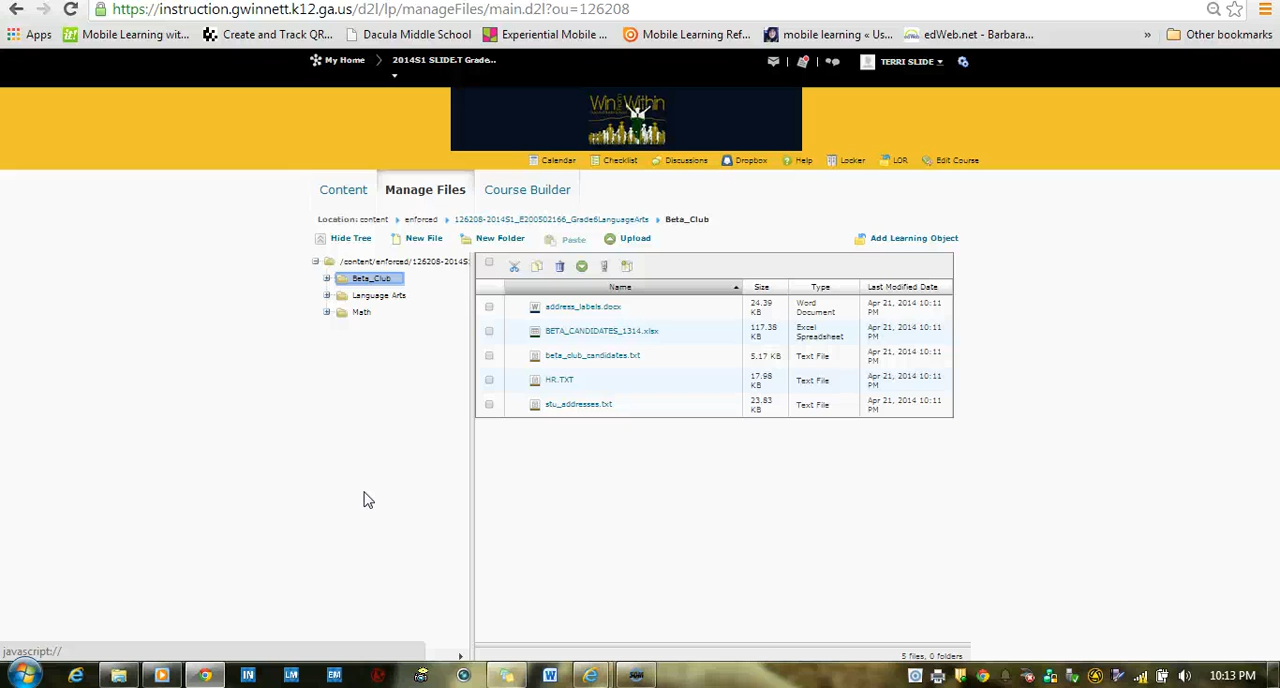 https://instruction.gwinnett.k12.ga.us/d2l/lp/manageFiles/main.d2l?ou=126208
Apps it! Mobile Learning wit... Create and Track QR... Dacula Middle School Experiential Mobile ... Mobile Learning Ref... mobile learning « Us... edWeb.net - Barbara... » Other bookmarks
My Home 2014S1 SLIDE.T Grade... TERRI SLIDE
Win Within
Calendar Checklist Discussions Dropbox Help Locker LOR Edit Course
Content Manage Files Course Builder
Location: content enforced 126208-2014S1_E200502166_Grade6LanguageArts Beta_Club
Hide Tree New File New Folder Paste Upload Add Learning Object
/content/enforced/126208-2014S
Beta_Club
Language Arts
Math
Name Size Type Last Modified Date
address_labels.docx 24.39 KB Word Document Apr 21, 2014 10:11 PM
BETA_CANDIDATES_1314.xlsx 117.38 KB Excel Spreadsheet Apr 21, 2014 10:11 PM
beta_club_candidates.txt 5.17 KB Text File Apr 21, 2014 10:11 PM
HR.TXT 17.98 KB Text File Apr 21, 2014 10:11 PM
stu_addresses.txt 23.83 KB Text File Apr 21, 2014 10:11 PM
5 files, 0 folders
javascript://
IN LM EM 10:13 PM